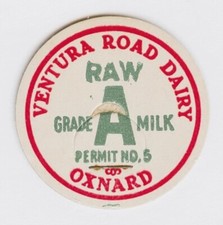 VENTURA ROAD DAIRY
RAW
GRADE A MILK
PERMIT NO. 5
OXNARD